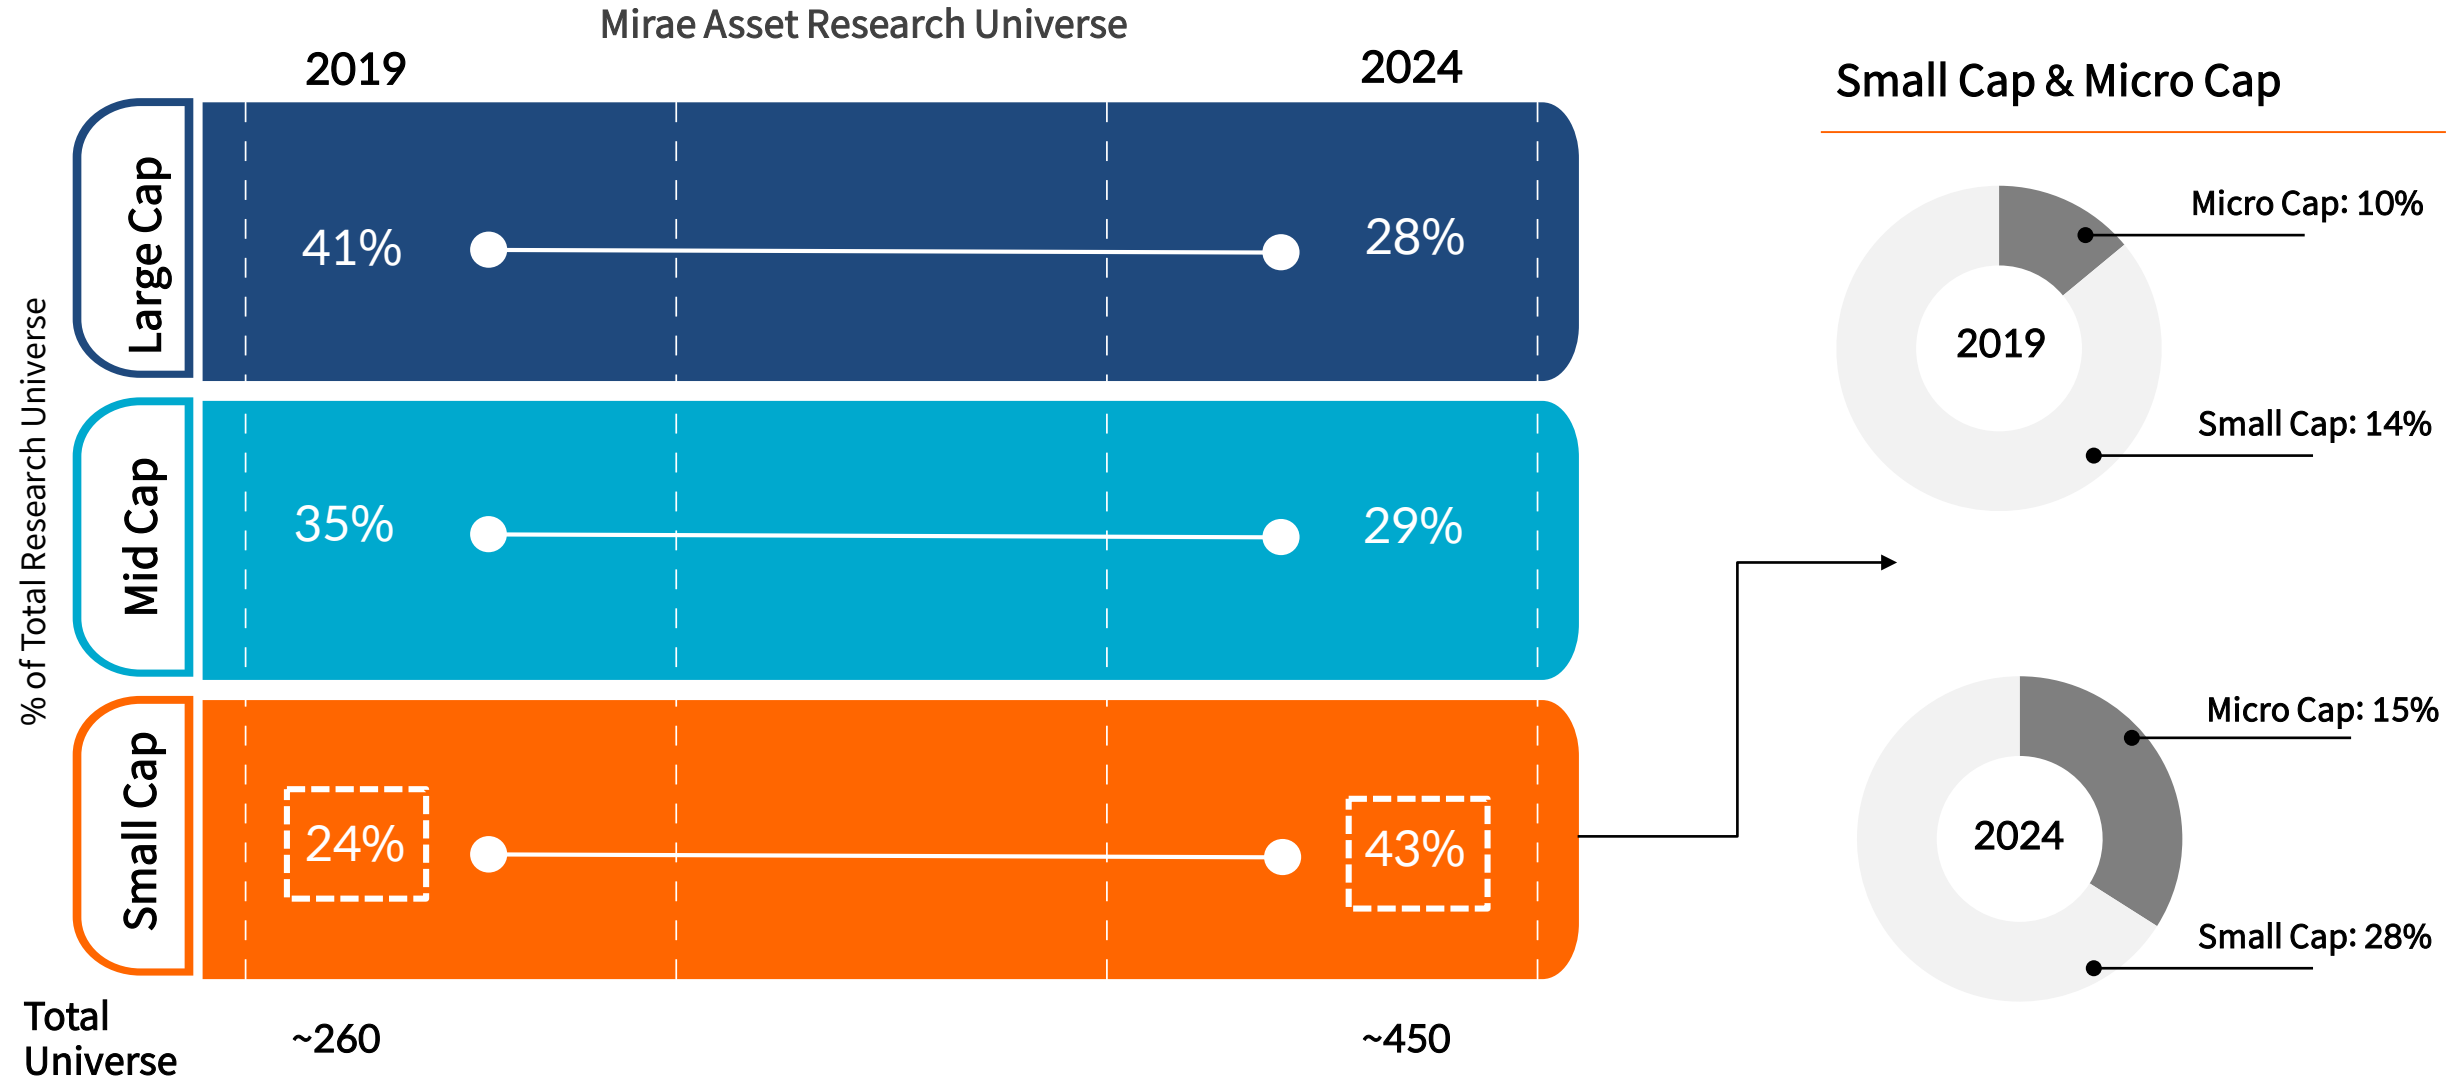 Mirae Asset Research Universe
2019
2024
% of Total Research Universe
Large Cap
41%
28%
Mid Cap
35%
29%
Small Cap
24%
43%
Total
Universe
~260
~450
Small Cap & Micro Cap
Micro Cap: 10%
2019
Small Cap: 14%
Micro Cap: 15%
2024
Small Cap: 28%